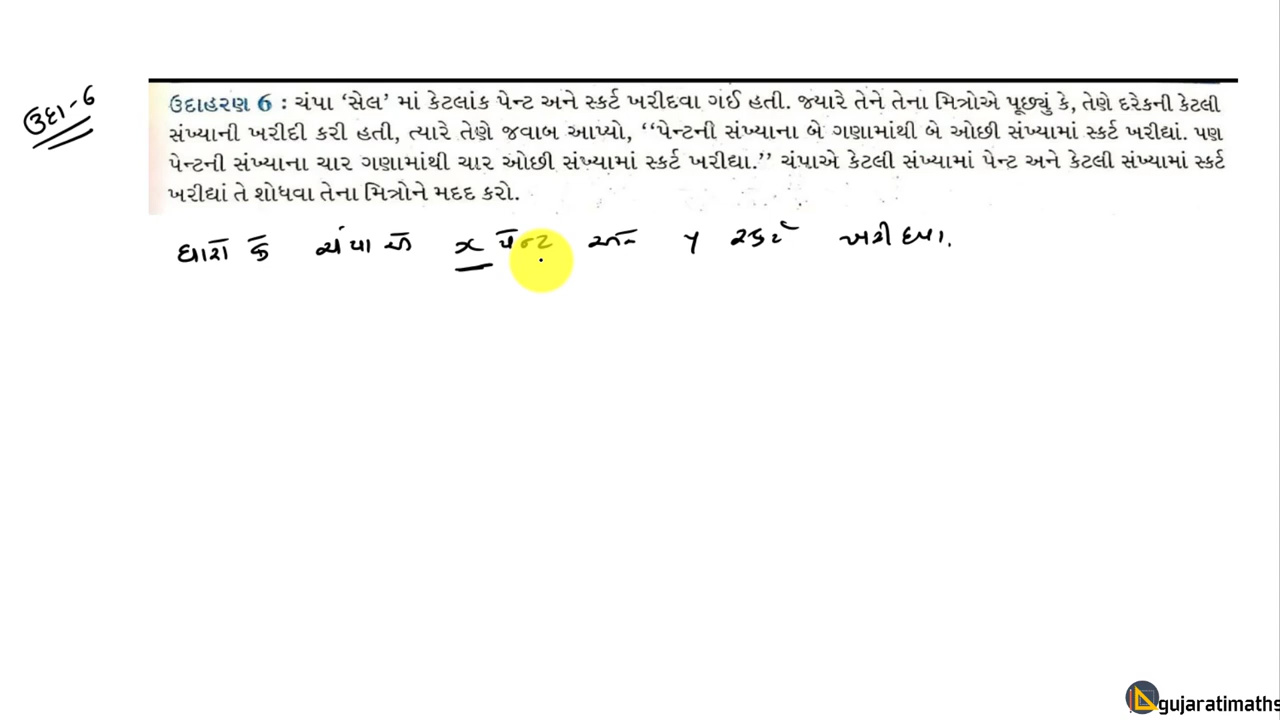 ઉદા-6
ઉદાહરણ 6 : ચંપા ‘સેલ’ માં કેટલાંક પેન્ટ અને સ્કર્ટ ખરીદવા ગઈ હતી. જ્યારે તેને તેના મિત્રોએ પૂછ્યું કે, તેણે દરેકની કેટલી
સંખ્યાની ખરીદી કરી હતી, ત્યારે તેણે જવાબ આપ્યો, ‘‘પેન્ટની સંખ્યાના બે ગણામાંથી બે ઓછી સંખ્યામાં સ્કર્ટ ખરીદ્યાં. પણ
પેન્ટની સંખ્યાના ચાર ગણામાંથી ચાર ઓછી સંખ્યામાં સ્કર્ટ ખરીદ્યા.’’ ચંપાએ કેટલી સંખ્યામાં પેન્ટ અને કેટલી સંખ્યામાં સ્કર્ટ
ખરીદ્યાં તે શોધવા તેના મિત્રોને મદદ કરો.
ધારો કે ચંપા એ x પેન્ટ અને y સ્કર્ટ ખરીદ્યા.
gujaratimaths